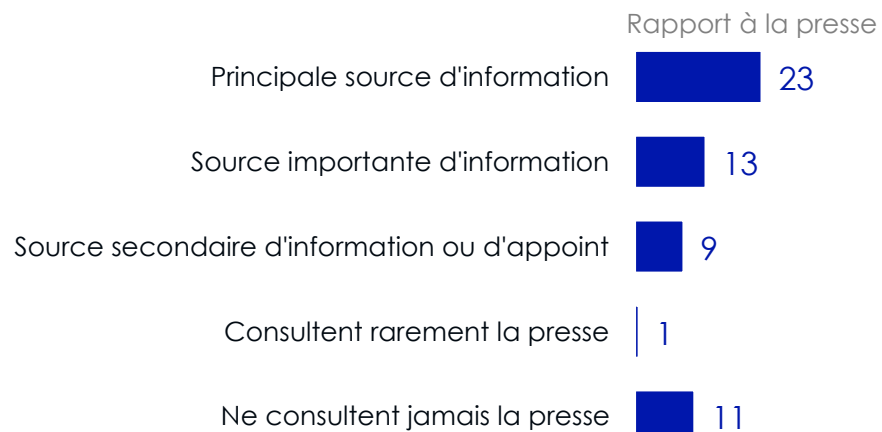 Rapport à la presse
Principale source d'information 23
Source importante d'information 13
Source secondaire d'information ou d'appoint 9
Consultent rarement la presse 1
Ne consultent jamais la presse 11